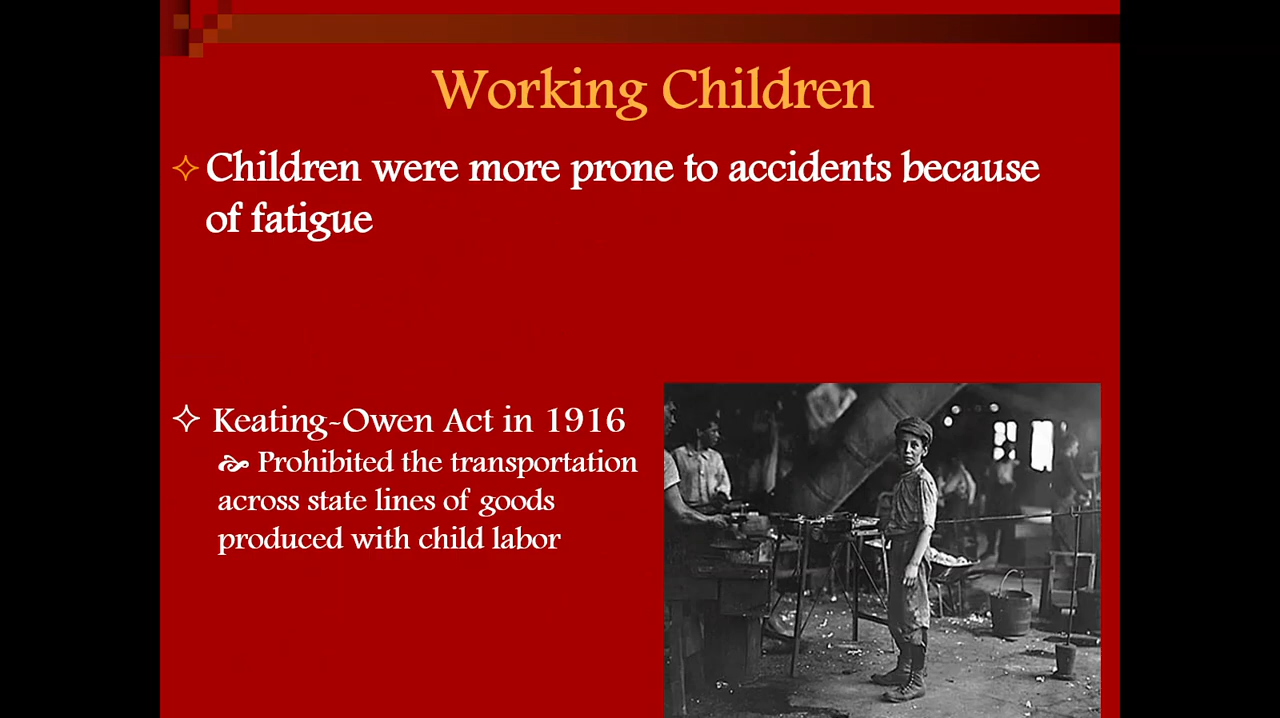 Working Children
Children were more prone to accidents because
of fatigue
Keating-Owen Act in 1916
Prohibited the transportation
across state lines of goods
produced with child labor